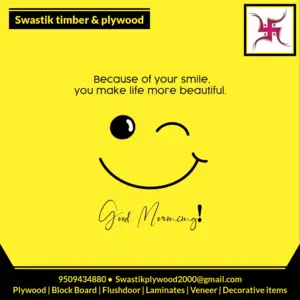 Swastik timber & plywood
Because of your smile,
you make life more beautiful.
Good Morning!
9509434880 ● Swastikplywood2000@gmail.com
Plywood | Block Board | Flushdoor | Laminates | Veneer | Decorative items